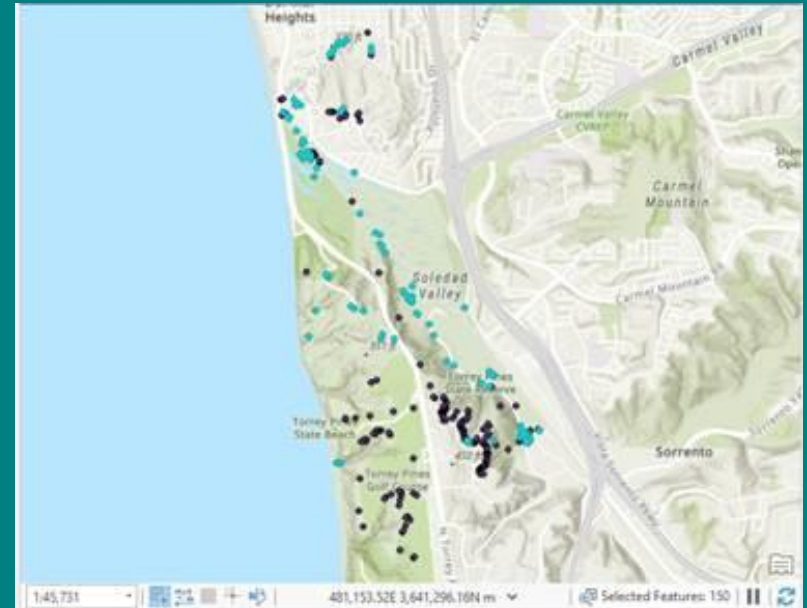 Heights
Carmel Valley
Carmel Valley
CVREP
Carmel
Mountain
Soledad
Valley
Carmel Mountain Rd
Torrey Pines
State Reserve
Torrey Pines
State Beach
Torrey Pines
Golf Course
Sorrento
N Torrey
1:45,731
481,153.52E 3,641,296.16N m
Selected Features: 150